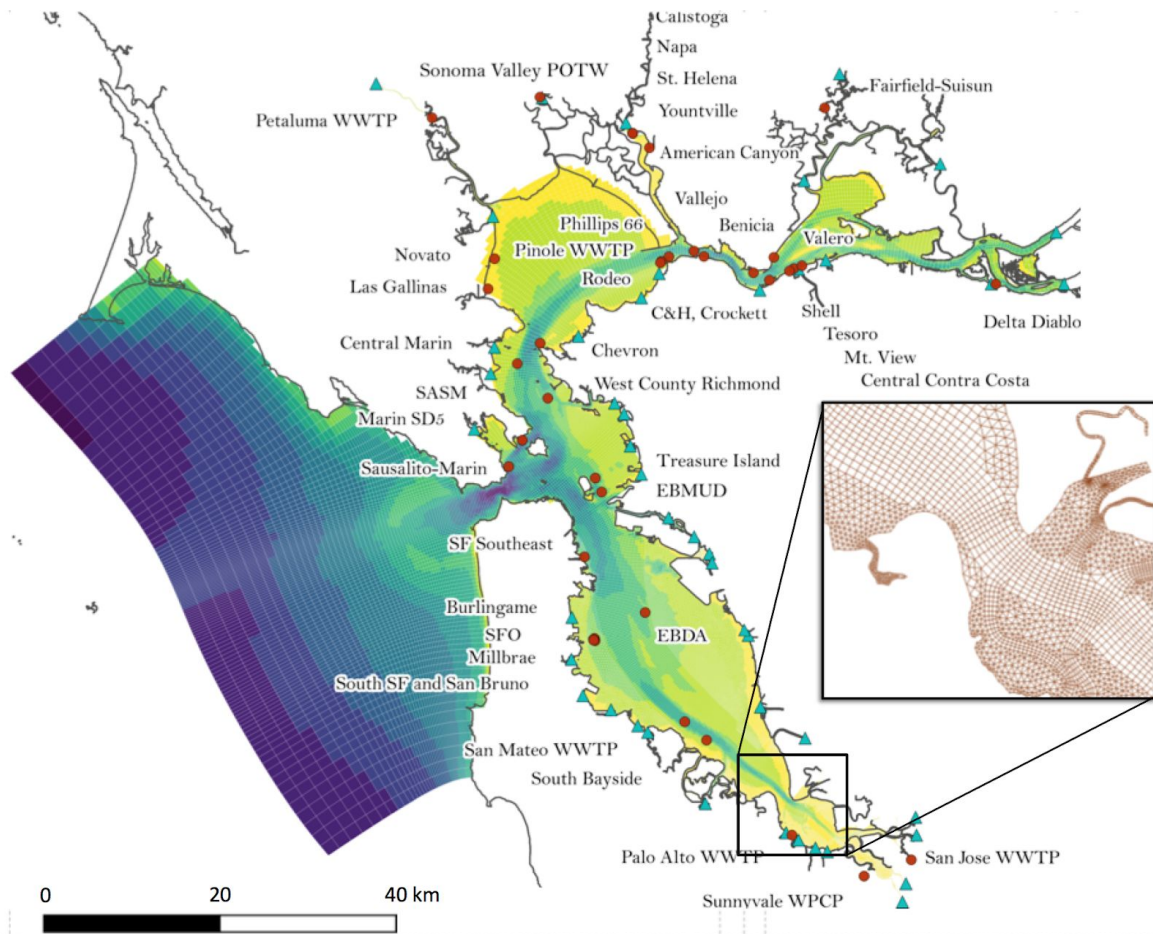 Calistoga
Napa
Sonoma Valley POTW
St. Helena
Fairfield-Suisun
Petaluma WWTP
Yountville
American Canyon
Vallejo
Phillips 66
Benicia
Valero
Novato
Pinole WWTP
Rodeo
Las Gallinas
C&H, Crockett
Shell
Delta Diablo
Tesoro
Central Marin
Chevron
Mt. View
Central Contra Costa
SASM
West County Richmond
Marin SD5
Sausalito-Marin
Treasure Island
EBMUD
SF Southeast
Burlingame
SFO
EBDA
Millbrae
South SF and San Bruno
San Mateo WWTP
South Bayside
Palo Alto WWTP
San Jose WWTP
Sunnyvale WPCP
0 20 40 km